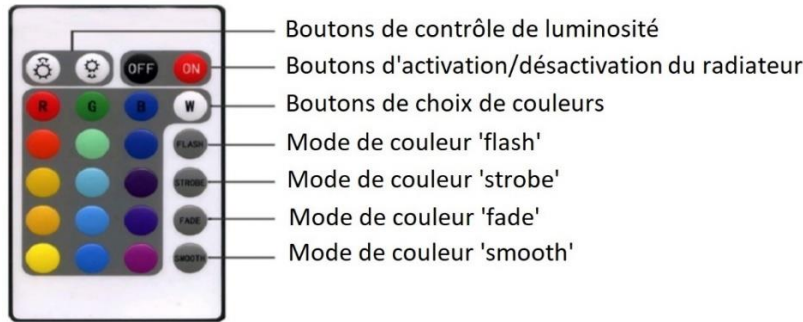 Boutons de contrôle de luminosité
OFF ON
Boutons d'activation/désactivation du radiateur
R G B W
Boutons de choix de couleurs
FLASH
Mode de couleur 'flash'
STROBE
Mode de couleur 'strobe'
FADE
Mode de couleur 'fade'
SMOOTH
Mode de couleur 'smooth'